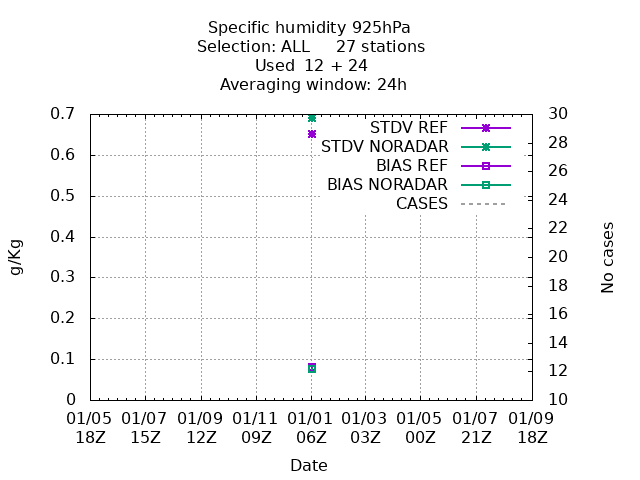 Specific humidity 925hPa
Selection: ALL     27 stations
Used  12 + 24
Averaging window: 24h
0.7
0.6
0.5
0.4
0.3
0.2
0.1
0
g/Kg
STDV REF
STDV NORADAR
BIAS REF
BIAS NORADAR
CASES
30
28
26
24
22
20
18
16
14
12
10
No cases
01/05 01/07 01/09 01/11 01/01 01/03 01/05 01/07 01/09
18Z 15Z 12Z 09Z 06Z 03Z 00Z 21Z 18Z
Date